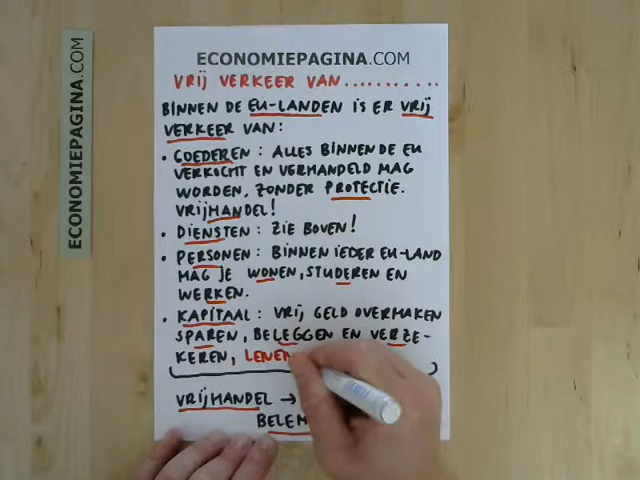 ECONOMIEPAGINA.COM
ECONOMIEPAGINA.COM
VRIJ VERKEER VAN..........
BINNEN DE EU-LANDEN IS ER VRIJ
VERKEER VAN:
• GOEDEREN: ALLES BINNEN DE EU
VERKOCHT EN VERHANDELD MAG
WORDEN, ZONDER PROTECTIE.
VRIJHANDEL!
• DIENSTEN: ZIE BOVEN!
• PERSONEN: BINNEN IEDER EU-LAND
MAG JE WONEN, STUDEREN EN
WERKEN.
• KAPITAAL: VRIJ GELD OVERMAKEN
SPAREN, BELEGGEN EN VERZE-
KEREN, LENEN
VRIJHANDEL →